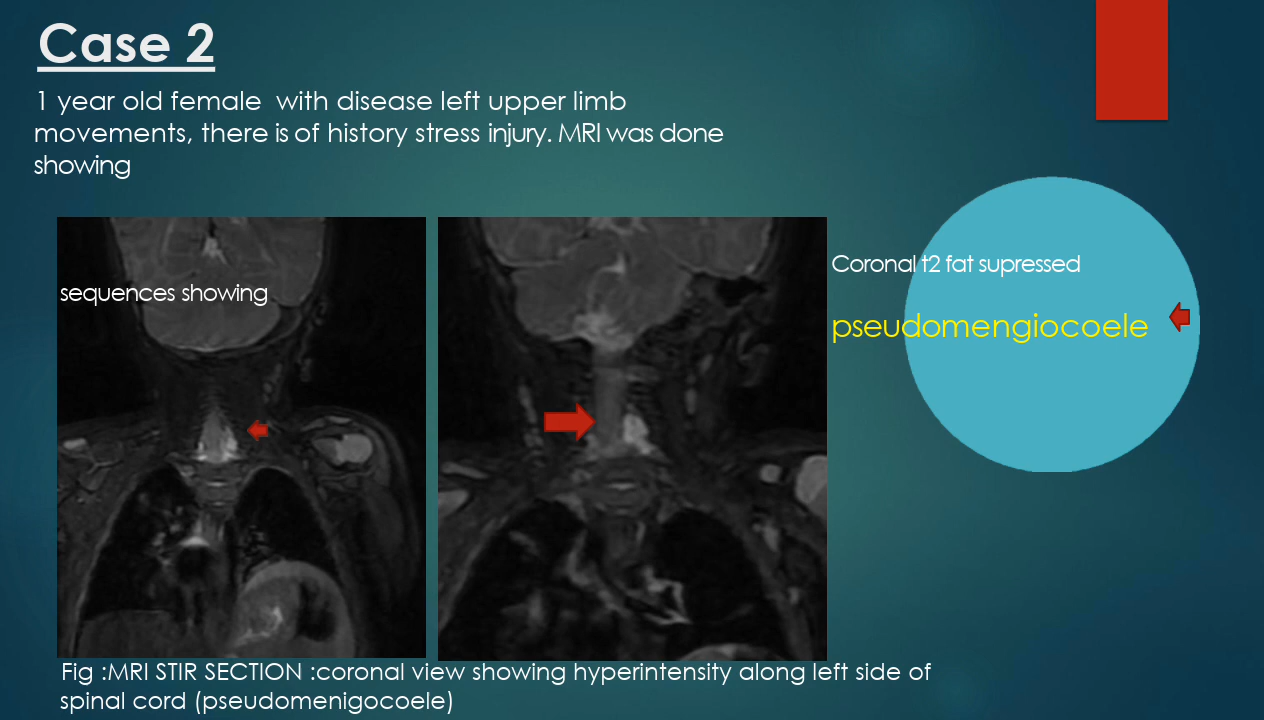 Case 2
1 year old female with disease left upper limb
movements, there is of history stress injury. MRI was done
showing
sequences showing
Coronal t2 fat supressed
pseudomengiocoele
Fig :MRI STIR SECTION :coronal view showing hyperintensity along left side of
spinal cord (pseudomenigocoele)